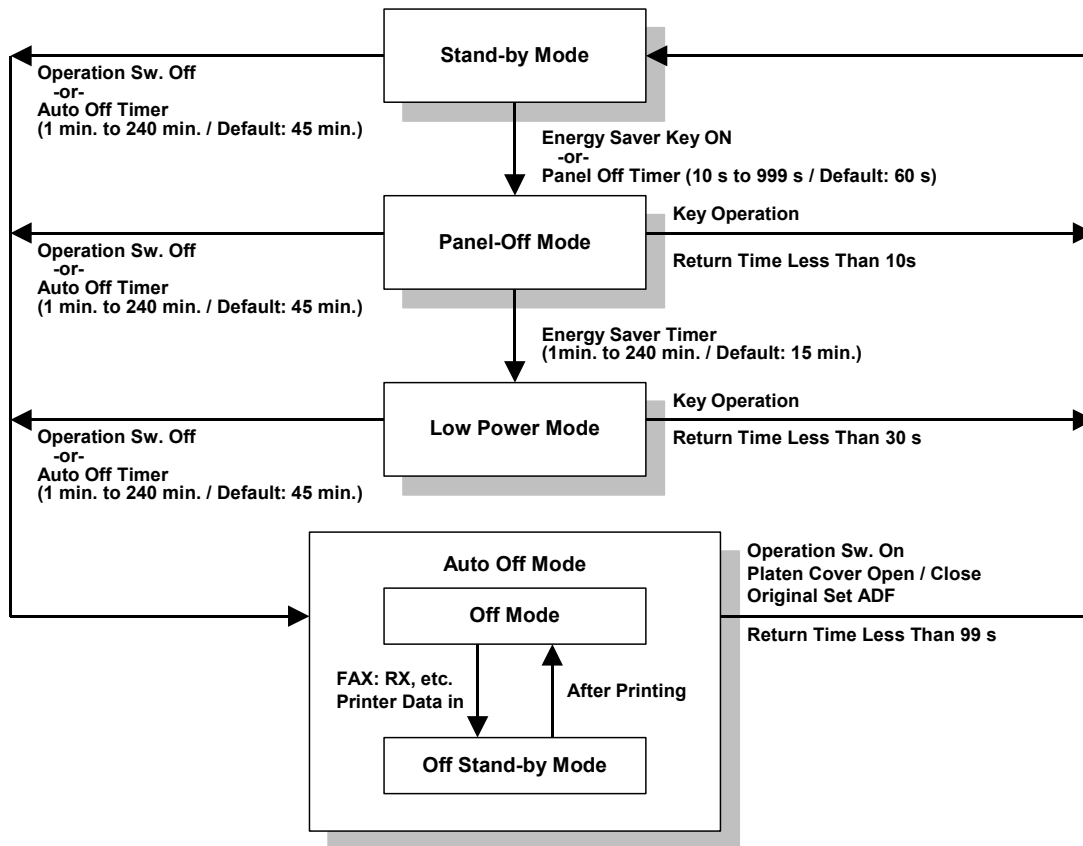 Stand-by Mode
Operation Sw. Off
-or-
Auto Off Timer
(1 min. to 240 min. / Default: 45 min.)
Energy Saver Key ON
-or-
Panel Off Timer (10 s to 999 s / Default: 60 s)
Panel-Off Mode
Key Operation
Return Time Less Than 10s
Operation Sw. Off
-or-
Auto Off Timer
(1 min. to 240 min. / Default: 45 min.)
Energy Saver Timer
(1min. to 240 min. / Default: 15 min.)
Low Power Mode
Key Operation
Return Time Less Than 30 s
Operation Sw. Off
-or-
Auto Off Timer
(1 min. to 240 min. / Default: 45 min.)
Auto Off Mode
Operation Sw. On
Platen Cover Open / Close
Original Set ADF
Return Time Less Than 99 s
Off Mode
FAX: RX, etc.
Printer Data in
After Printing
Off Stand-by Mode